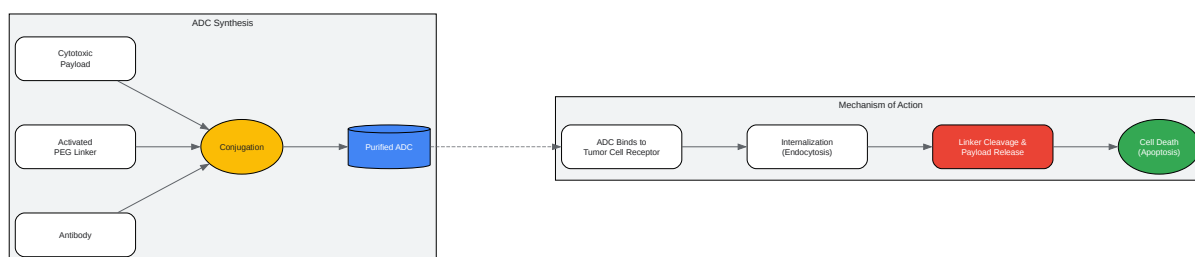 ADC Synthesis
Cytotoxic
Payload
Activated
PEG Linker
Antibody
Conjugation
Purified ADC
Mechanism of Action
ADC Binds to
Tumor Cell Receptor
Internalization
(Endocytosis)
Linker Cleavage &
Payload Release
Cell Death
(Apoptosis)